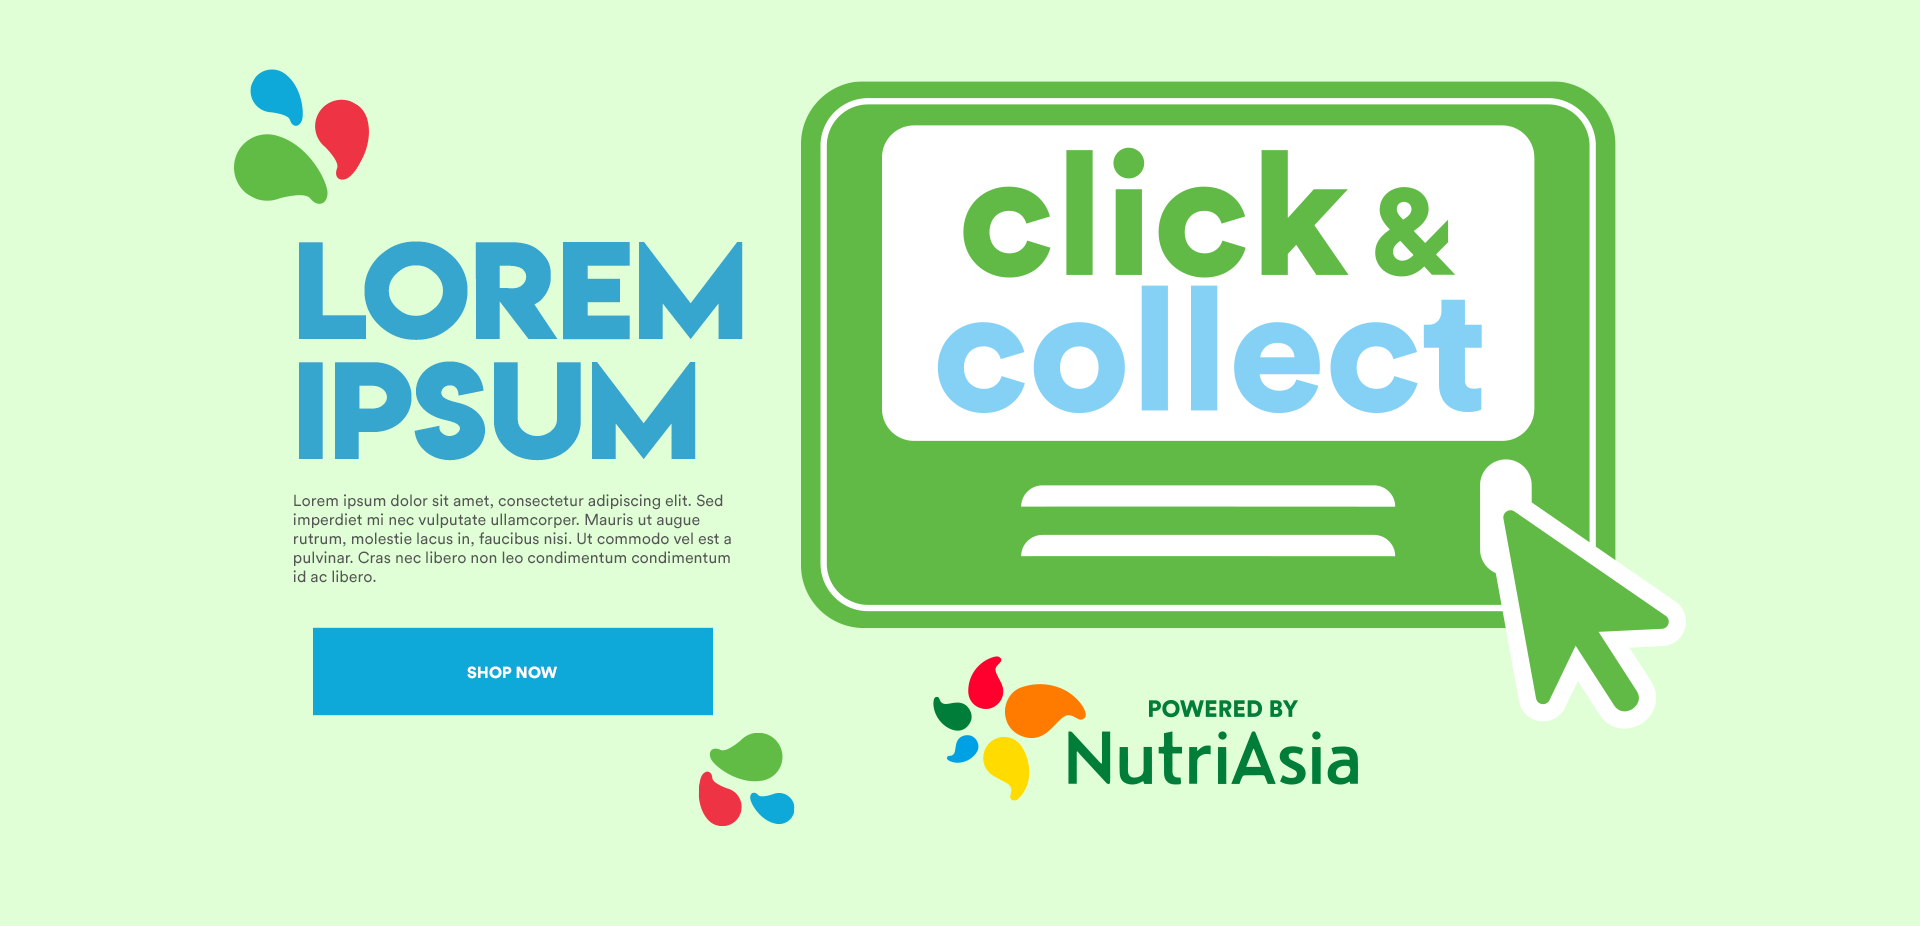 LOREM
IPSUM
Lorem ipsum dolor sit amet, consectetur adipiscing elit. Sed
imperdiet mi nec vulputate ullamcorper. Mauris ut augue
rutrum, molestie lacus in, faucibus nisi. Ut commodo vel est a
pulvinar. Cras nec libero non leo condimentum condimentum
id ac libero.
SHOP NOW
click &
collect
POWERED BY
NutriAsia